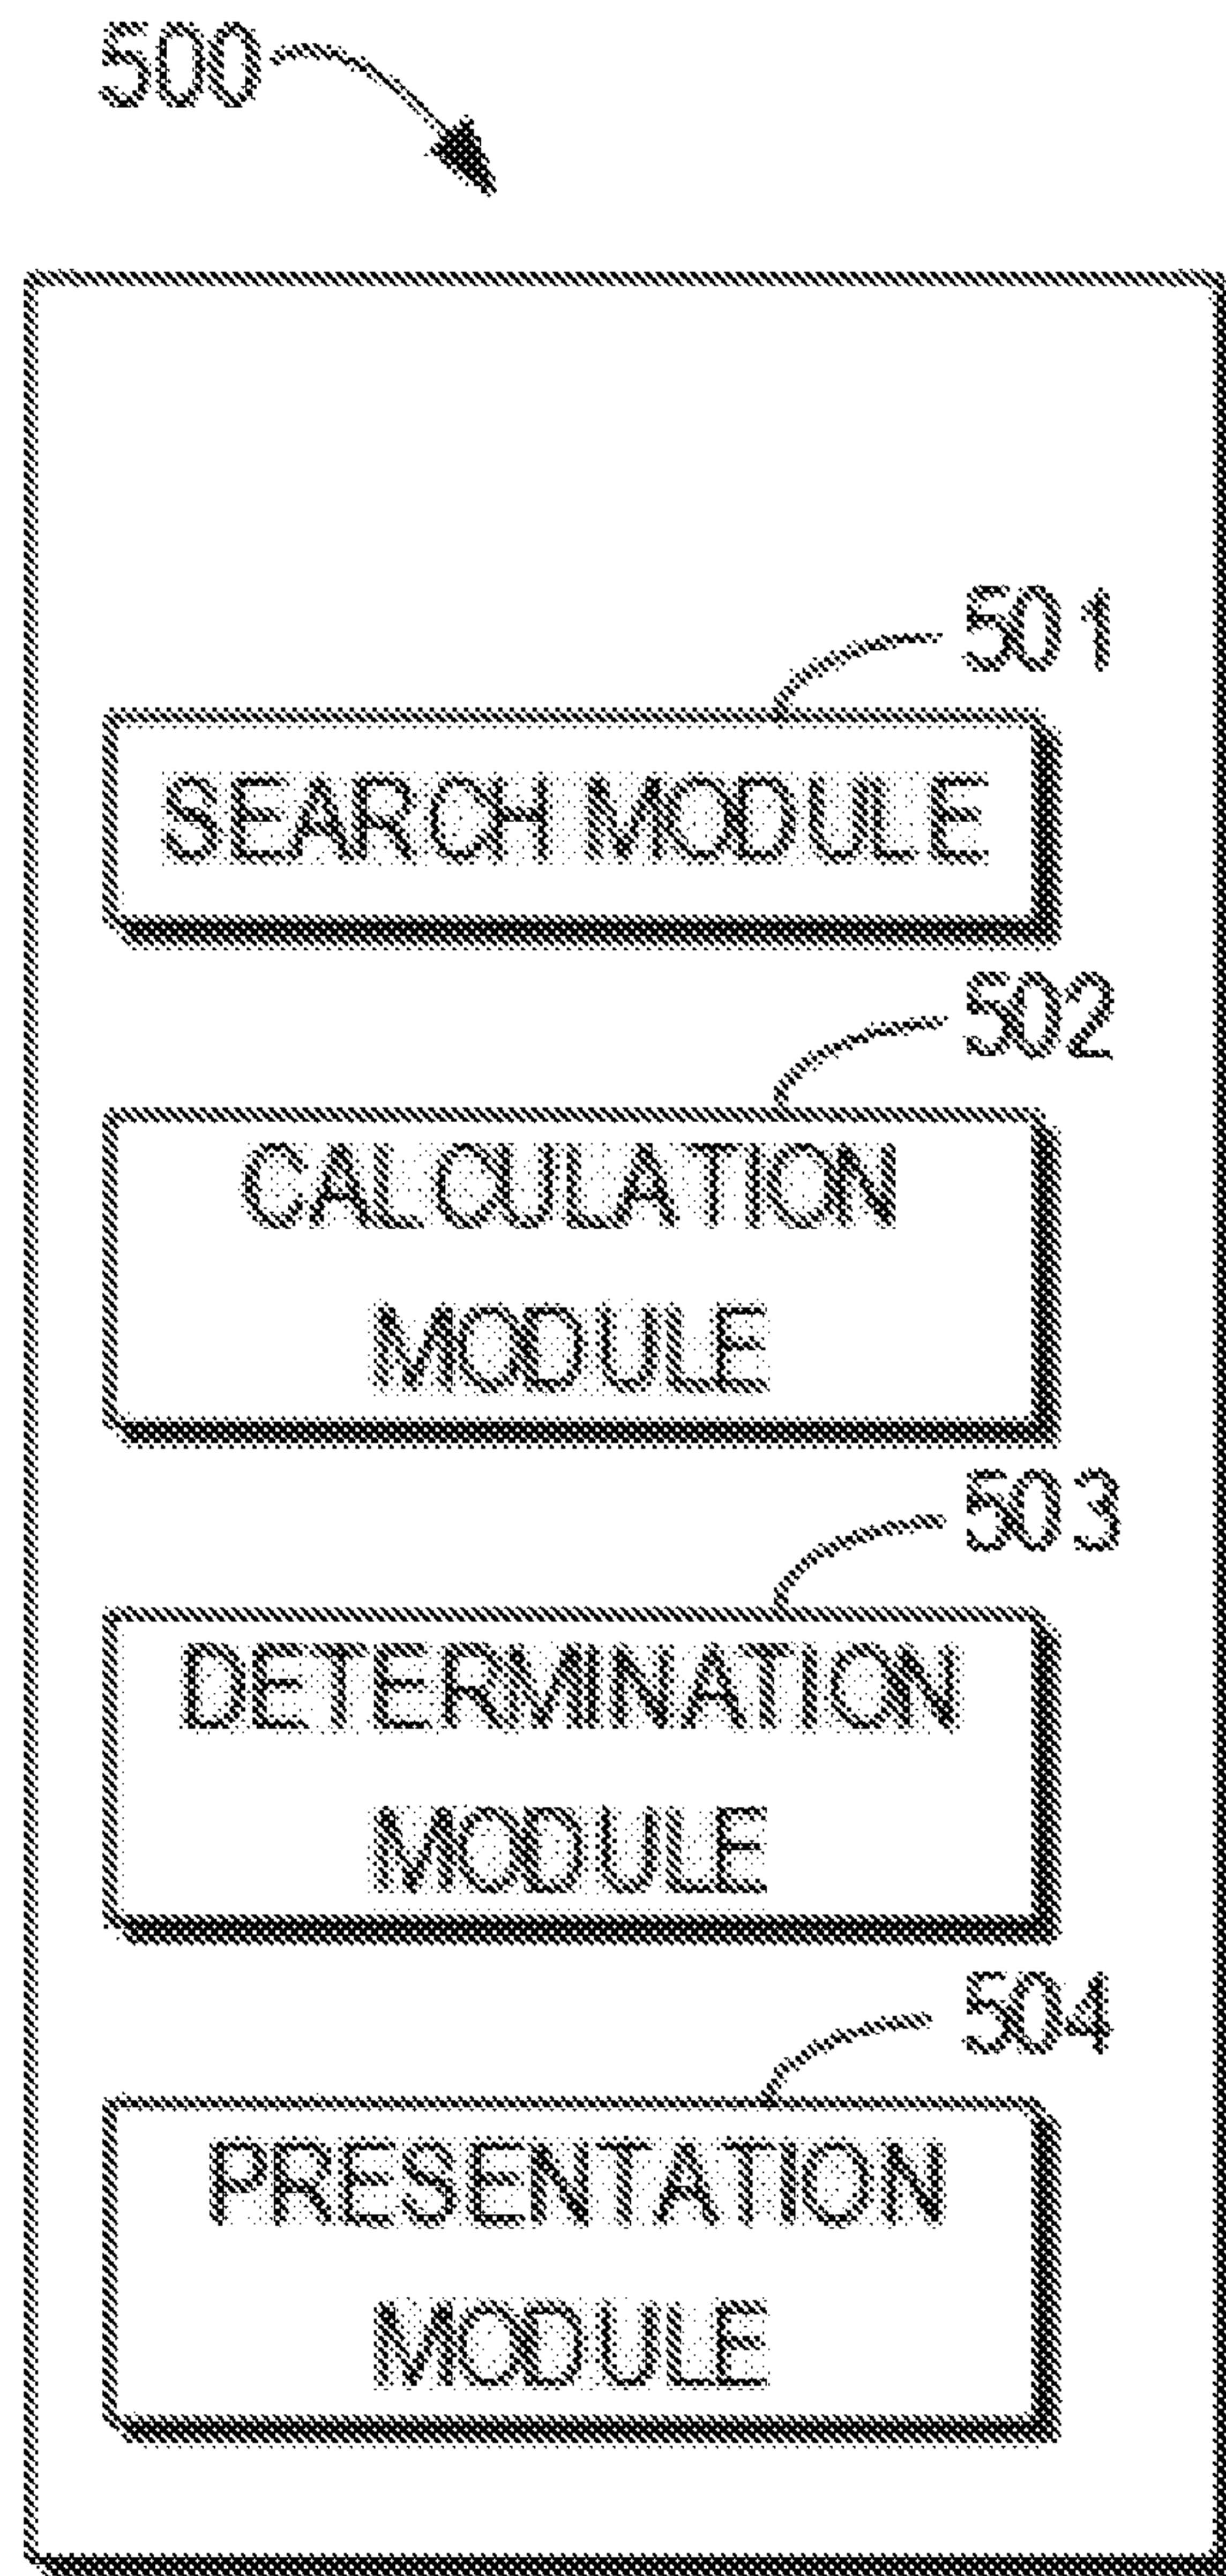 500
501
SEARCH MODULE
502
CALCULATION
MODULE
503
DETERMINATION
MODULE
504
PRESENTATION
MODULE